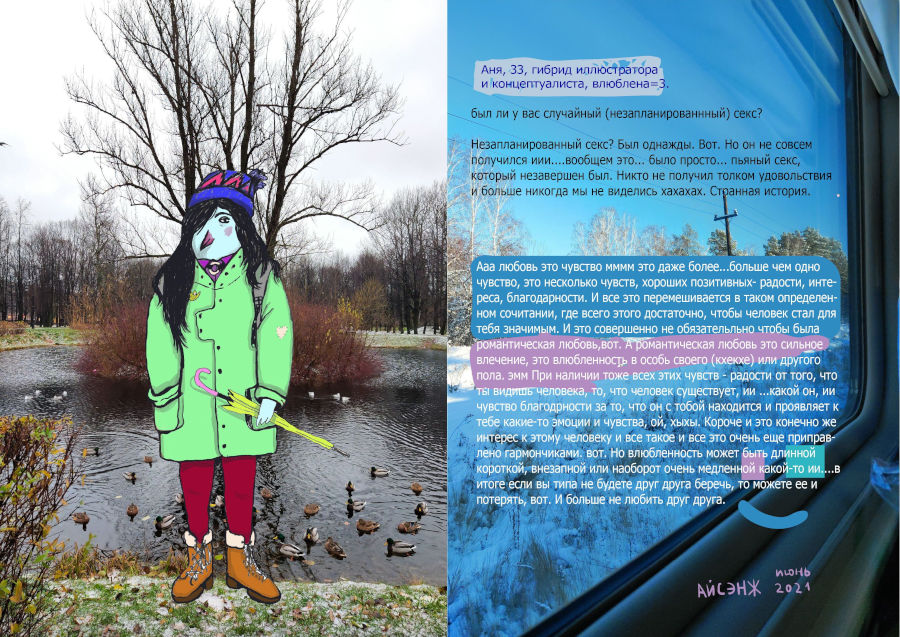 Аня, 33, гибрид иллюстратора
и концептуалиста, влюблена=3.
был ли у вас случайный (незапланированнный) секс?
Незапланированный секс? Был однажды. Вот. Но он не совсем
получился иии....вообщем это... было просто... пьяный секс,
который незавершен был. Никто не получил толком удовольствия
и больше никогда мы не виделись хахахах. Странная история.
Ааа любовь это чувство мммм это даже более...больше чем одно
чувство, это несколько чувств, хороших позитивных- радости, инте-
реса, благодарности. И все это перемешивается в таком определен-
ном сочитании, где всего этого достаточно, чтобы человек стал для
тебя значимым. И это совершенно не обязателльно чтобы была
романтическая любовь,вот. А романтическая любовь это сильное
влечение, это влюбленность в особь своего (кхекхе) или другого
пола. эмм При наличии тоже всех этих чувств - радости от того, что
ты видишь человека, то, что человек существует, ии ...какой он, ии
чувство благодрности за то, что он с тобой находится и проявляет к
тебе какие-то эмоции и чувства, ой, хыхы. Короче и это конечно же
интерес к этому человеку и все такое и все это очень еще приправ-
лено гармончиками. вот. Но влюбленность может быть длинной
короткой, внезапной или наоборот очень медленной какой-то ии....в
итоге если вы типа не будете друг друга беречь, то можете ее и
потерять, вот. И больше не любить друг друга.
АЙСЭНЖ июнь
2021